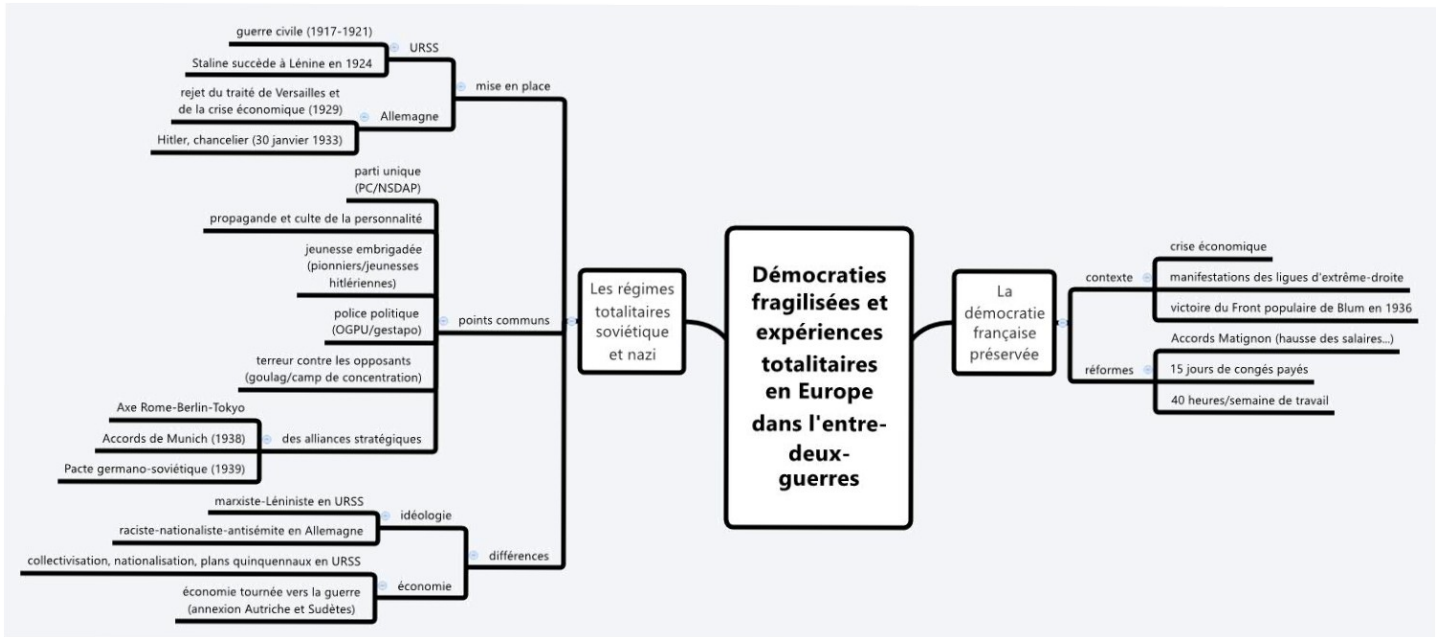 guerre civile (1917-1921)
URSS
Staline succède à Lénine en 1924
mise en place
rejet du traité de Versailles et
de la crise économique (1929)
Allemagne
Hitler, chancelier (30 janvier 1933)
parti unique
(PC/NSDAP)
propagande et culte de la personnalité
jeunesse embrigadée
(pionniers/jeunesses
hitlériennes)
police politique
(OGPU/gestapo)
points communs
terreur contre les opposants
(goulag/camp de concentration)
Axe Rome-Berlin-Tokyo
Accords de Munich (1938)
des alliances stratégiques
Pacte germano-soviétique (1939)
marxiste-Léniniste en URSS
idéologie
raciste-nationaliste-antisémite en Allemagne
différences
collectivisation, nationalisation, plans quinquennaux en URSS
économie
économie tournée vers la guerre
(annexion Autriche et Sudètes)
Les régimes
totalitaires
soviétique
et nazi
Démocraties
fragilisées et
expériences
totalitaires
en Europe
dans l'entre-
deux-
guerres
La
démocratie
française
préservée
crise économique
contexte
manifestations des ligues d'extrême-droite
victoire du Front populaire de Blum en 1936
Accords Matignon (hausse des salaires...)
réformes
15 jours de congés payés
40 heures/semaine de travail